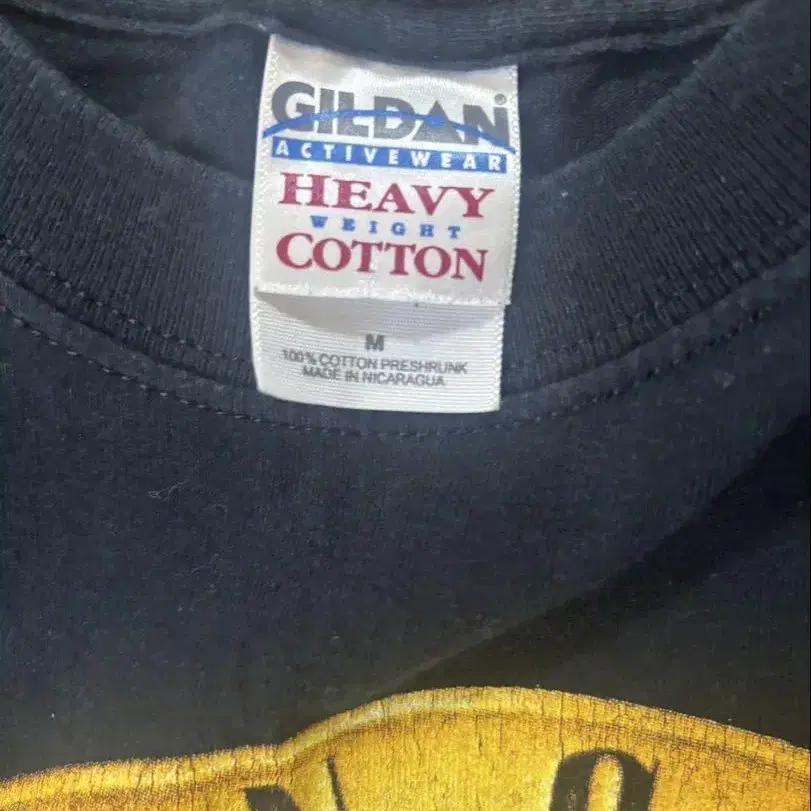 GILDAN
ACTIVEWEAR
HEAVY
WEIGHT
COTTON
M
100% COTTON PRESHRUNK
MADE IN NICARAGUA